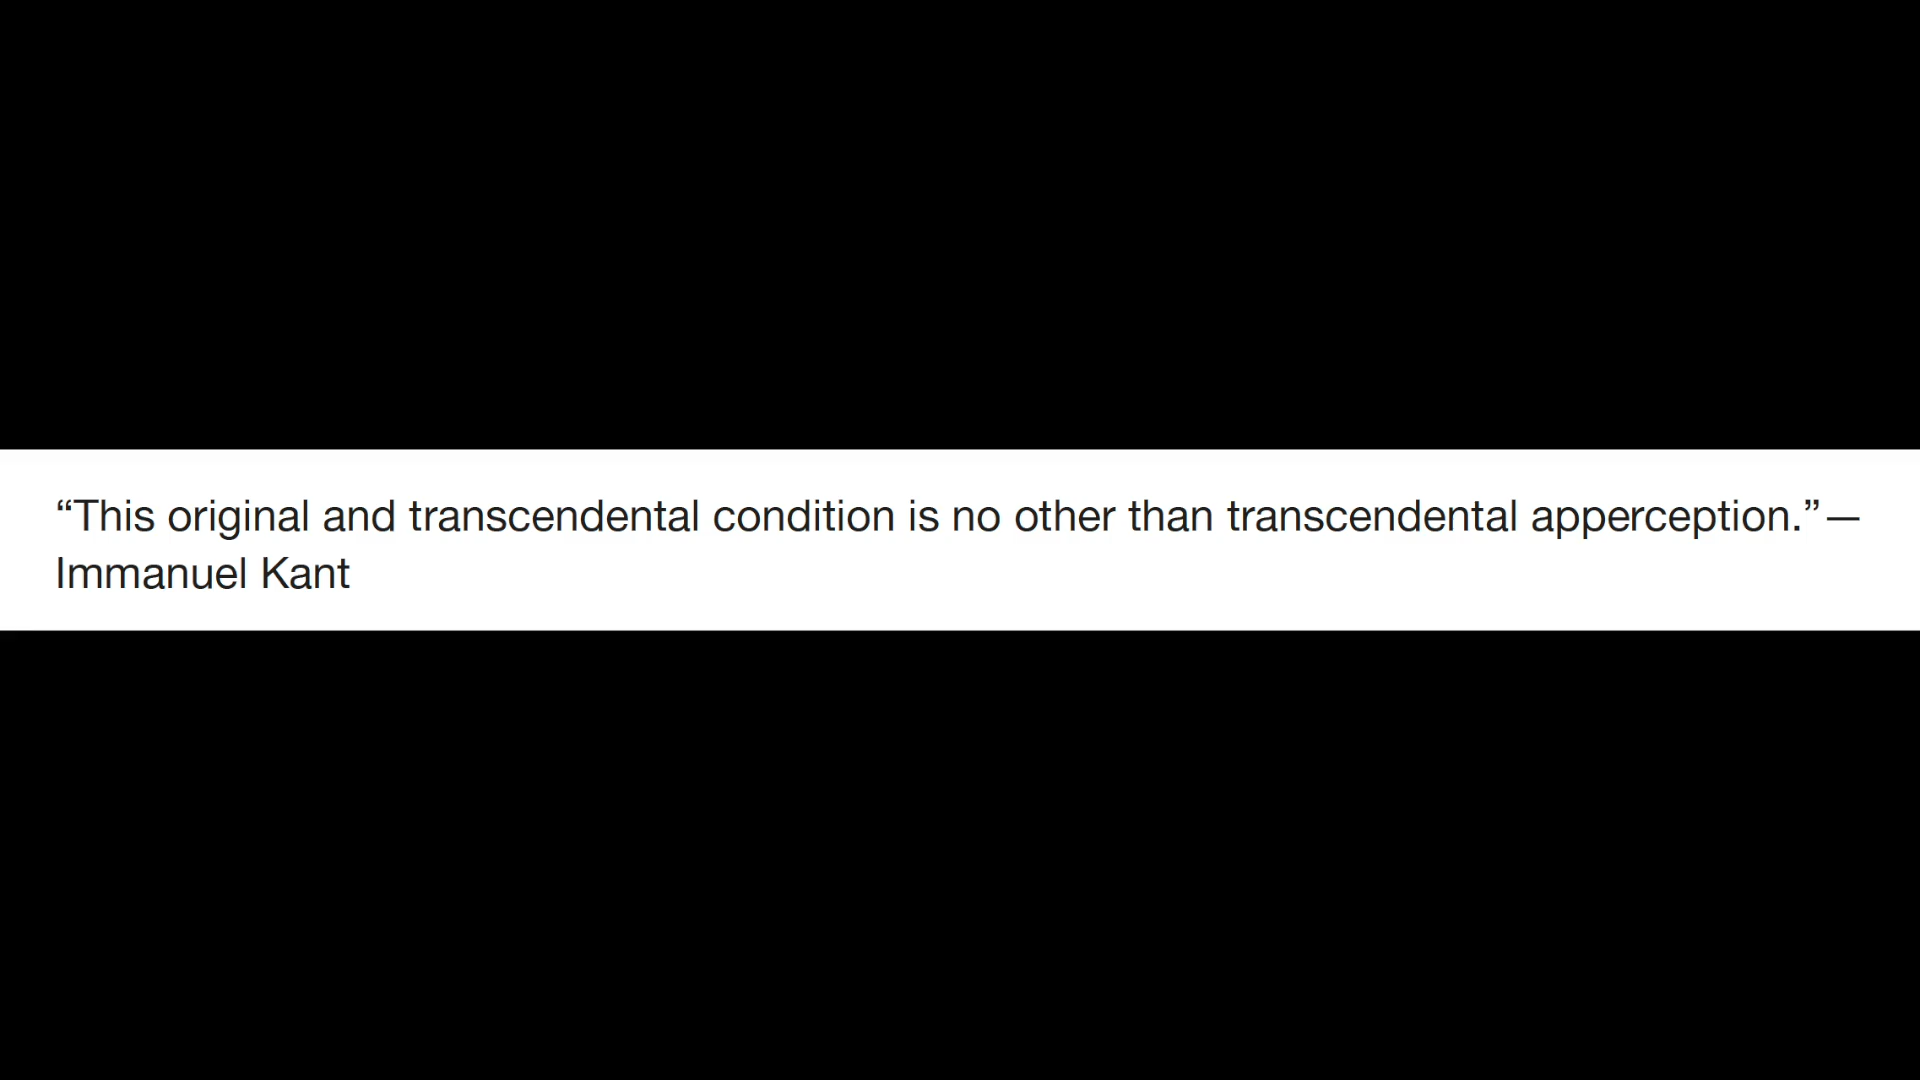 “This original and transcendental condition is no other than transcendental apperception.” —
Immanuel Kant